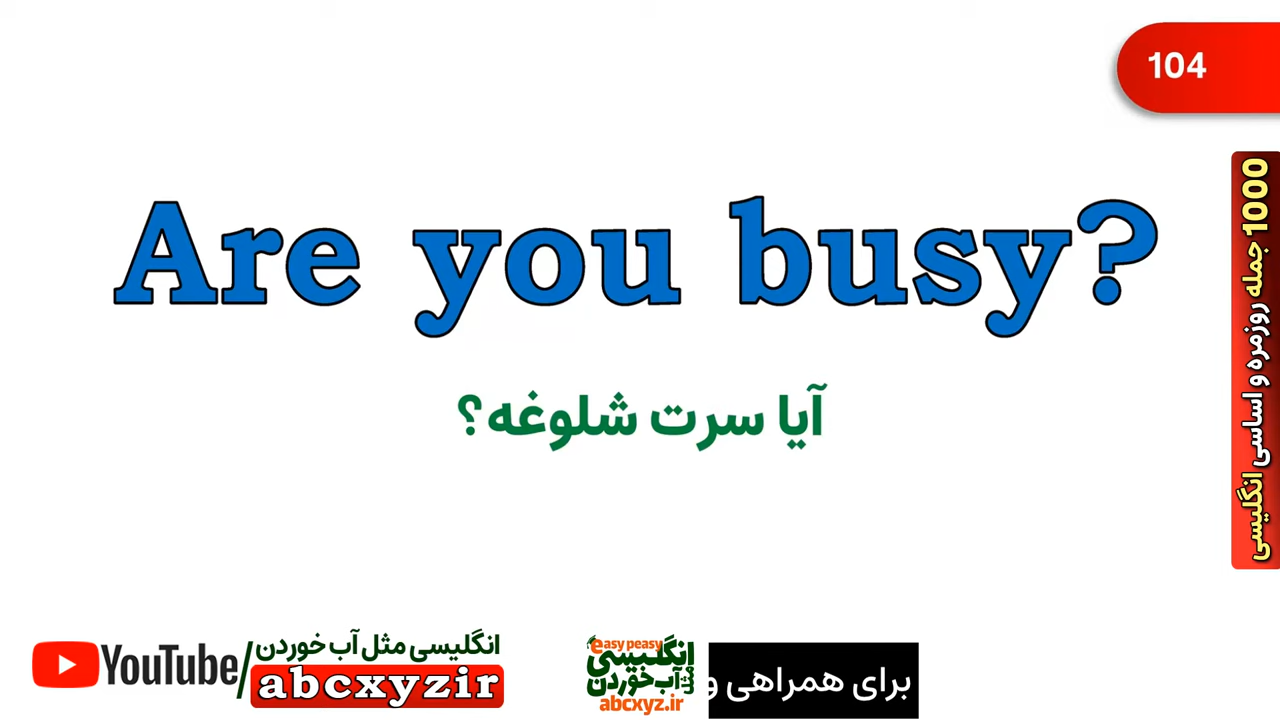 104
Are you busy?
آیا سرت شلوغه؟
1000 جمله روزمره و اساسی انگلیسی
YouTube/
انگلیسی مثل آب خوردن
abcxyzir
easy peasy
انگلیسی
مثل آب خوردن
abcxyz.ir
برای همراهی و